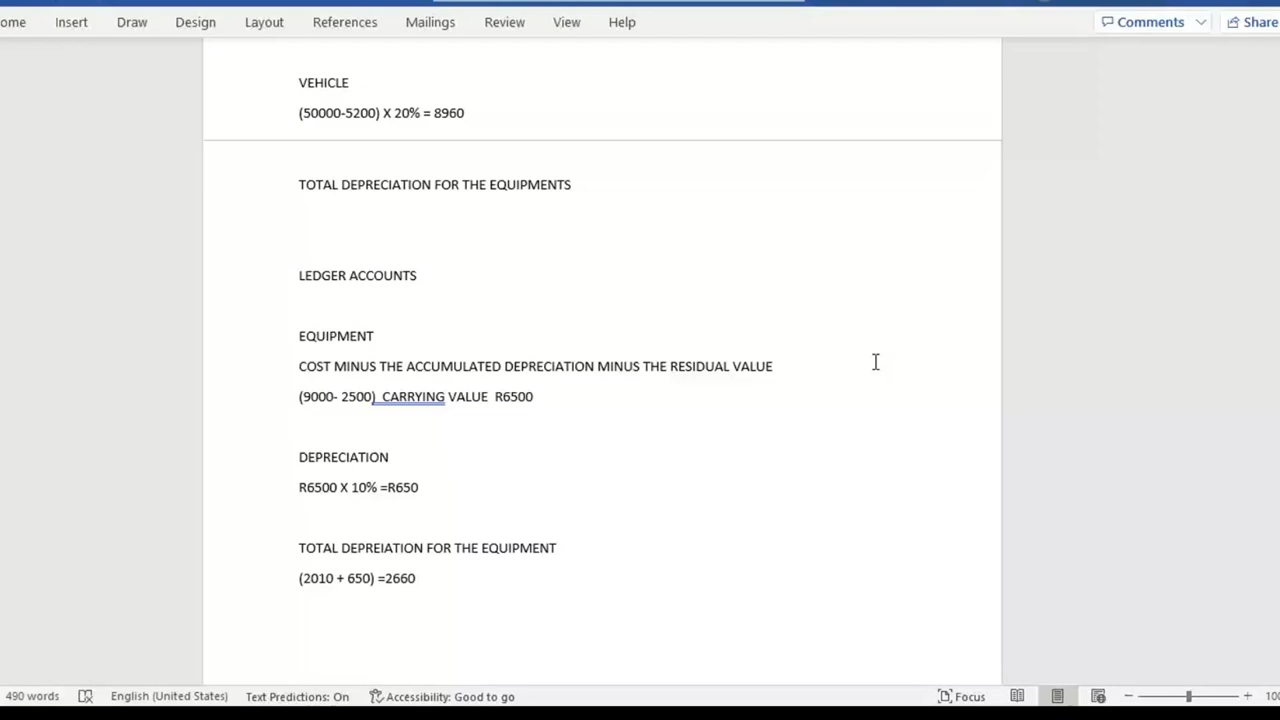 ome Insert Draw Design Layout References Mailings Review View Help Comments Share
VEHICLE
(50000-5200) X 20% = 8960
TOTAL DEPRECIATION FOR THE EQUIPMENTS
LEDGER ACCOUNTS
EQUIPMENT
COST MINUS THE ACCUMULATED DEPRECIATION MINUS THE RESIDUAL VALUE
(9000- 2500)  CARRYING VALUE  R6500
DEPRECIATION
R6500 X 10% =R650
TOTAL DEPREIATION FOR THE EQUIPMENT
(2010 + 650) =2660
490 words English (United States) Text Predictions: On Accessibility: Good to go Focus 100